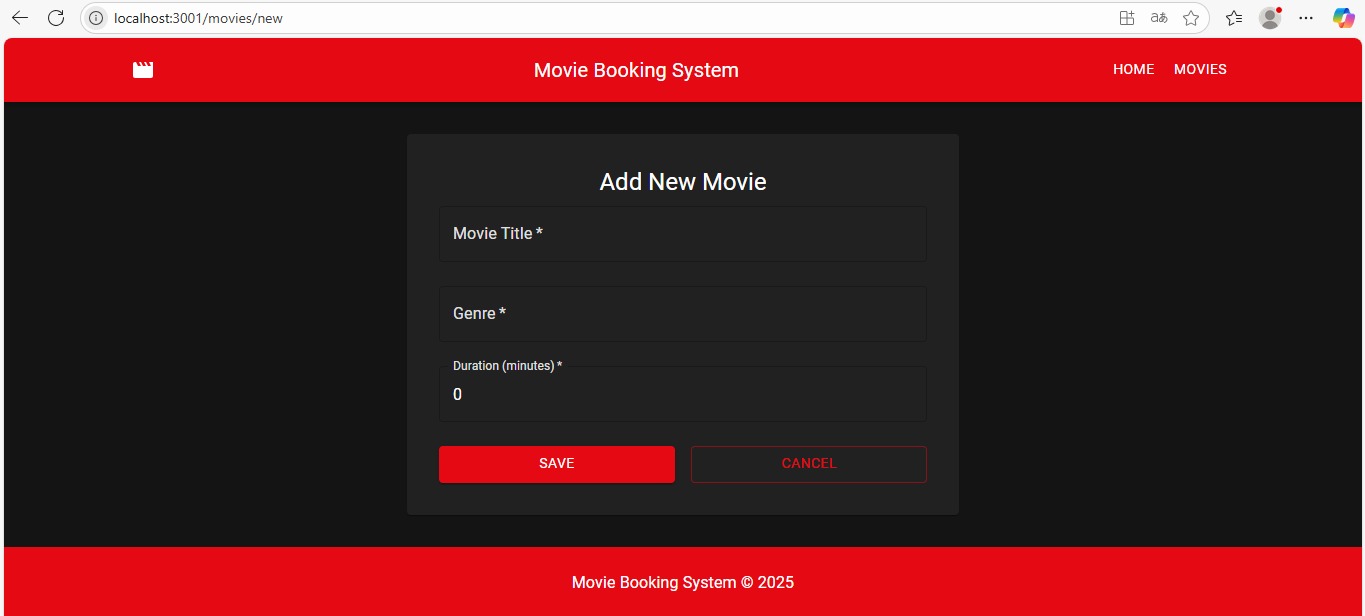 localhost:3001/movies/new
Movie Booking System
HOME MOVIES
Add New Movie
Movie Title *
Genre *
Duration (minutes) *
0
SAVE CANCEL
Movie Booking System © 2025